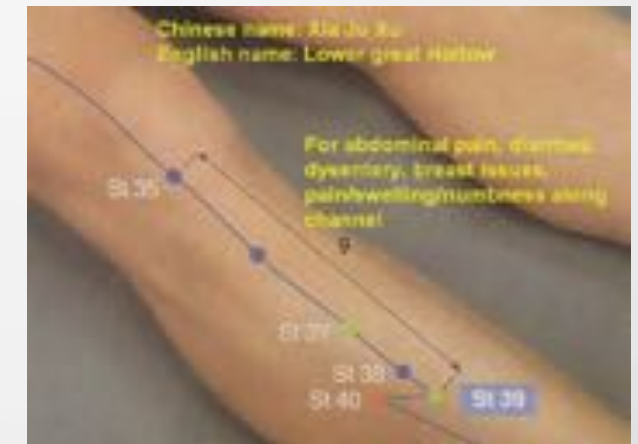 Chinese name: Xia Ju Xu
English name: Lower great Hollow
For abdominal pain, diarrhea,
dysentery, breast issues,
pain/swelling/numbness along
channel
St 35
9
St 37
St 38
St 40
St 39